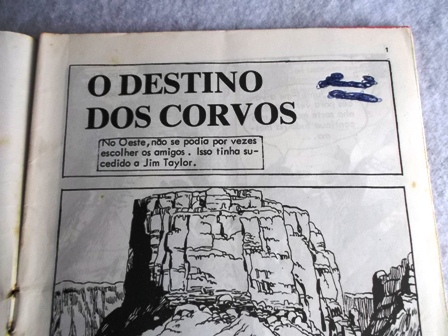 1
O DESTINO
DOS CORVOS
No Oeste, não se podia por vezes
escolher os amigos. Isso tinha su-
cedido a Jim Taylor.